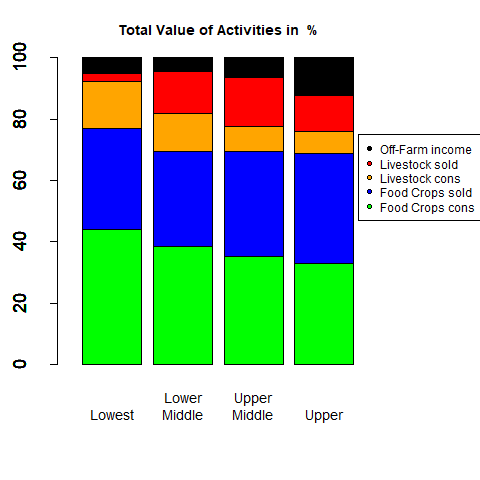 Total Value of Activities in %
100
80
60
40
20
0
Off-Farm income
Livestock sold
Livestock cons
Food Crops sold
Food Crops cons
Lowest
Lower
Middle
Upper
Middle
Upper